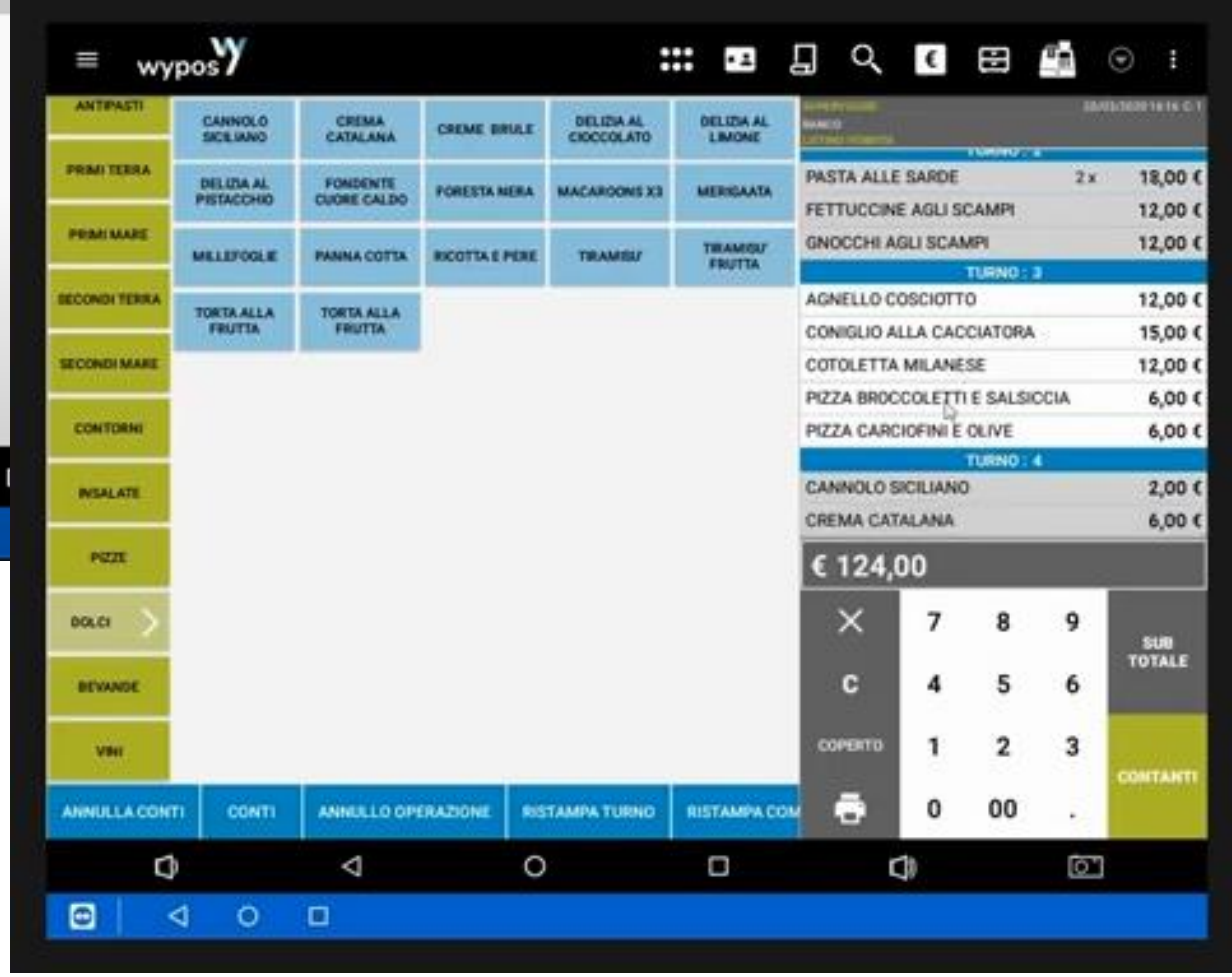 wypos
ANTIPASTI
PRIMI TERRA
PRIMI MARE
SECONDI TERRA
SECONDI MARE
CONTORNI
INSALATE
PIZZE
DOLCI
BEVANDE
VINI
CANNOLO SICILIANO
CREMA CATALANA
CREME BRULE
DELIZIA AL CIOCCOLATO
DELIZIA AL LIMONE
DELIZIA AL PISTACCHIO
FONDENTE CUORE CALDO
FORESTA NERA
MACAROONS X3
MERIGAATA
MILLEFOGLIE
PANNA COTTA
RICOTTA E PERE
TIRAMISU'
TIRAMISU' FRUTTA
TORTA ALLA FRUTTA
TORTA ALLA FRUTTA
BANCO
TURNO : 2
PASTA ALLE SARDE 2 x 18,00 €
FETTUCCINE AGLI SCAMPI 12,00 €
GNOCCHI AGLI SCAMPI 12,00 €
TURNO : 3
AGNELLO COSCIOTTO 12,00 €
CONIGLIO ALLA CACCIATORA 15,00 €
COTOLETTA MILANESE 12,00 €
PIZZA BROCCOLETTI E SALSICCIA 6,00 €
PIZZA CARCIOFINI E OLIVE 6,00 €
TURNO : 4
CANNOLO SICILIANO 2,00 €
CREMA CATALANA 6,00 €
€ 124,00
7 8 9
SUB TOTALE
C 4 5 6
COPERTO 1 2 3
CONTANTI
0 00 .
ANNULLA CONTI
CONTI
ANNULLO OPERAZIONE
RISTAMPA TURNO
RISTAMPA COM